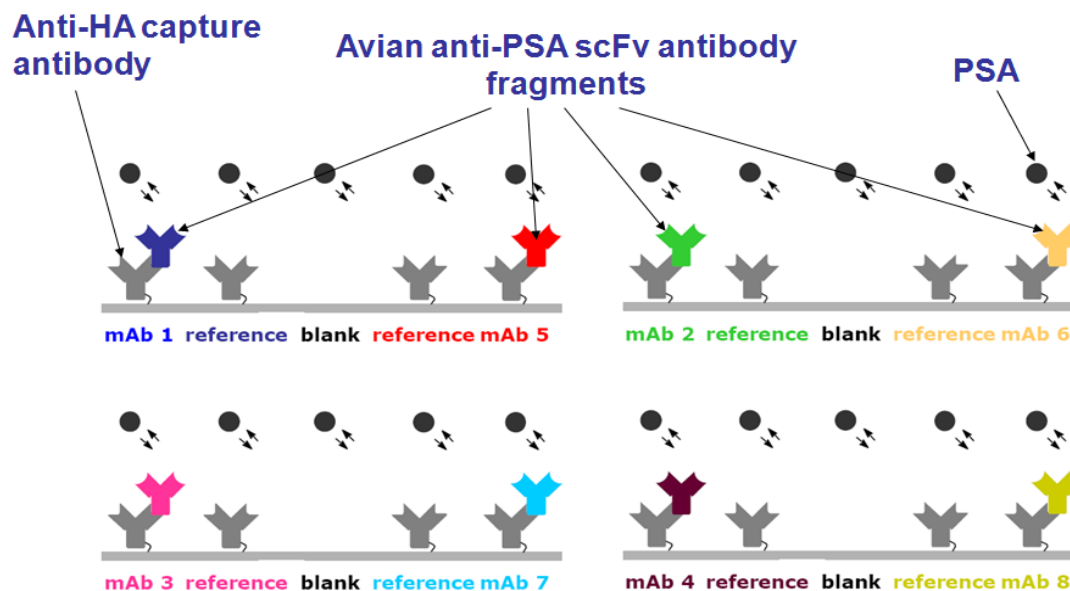 Anti-HA capture
antibody
Avian anti-PSA scFv antibody
fragments
PSA
mAb 1 reference blank reference mAb 5
mAb 2 reference blank reference mAb 6
mAb 3 reference blank reference mAb 7
mAb 4 reference blank reference mAb 8